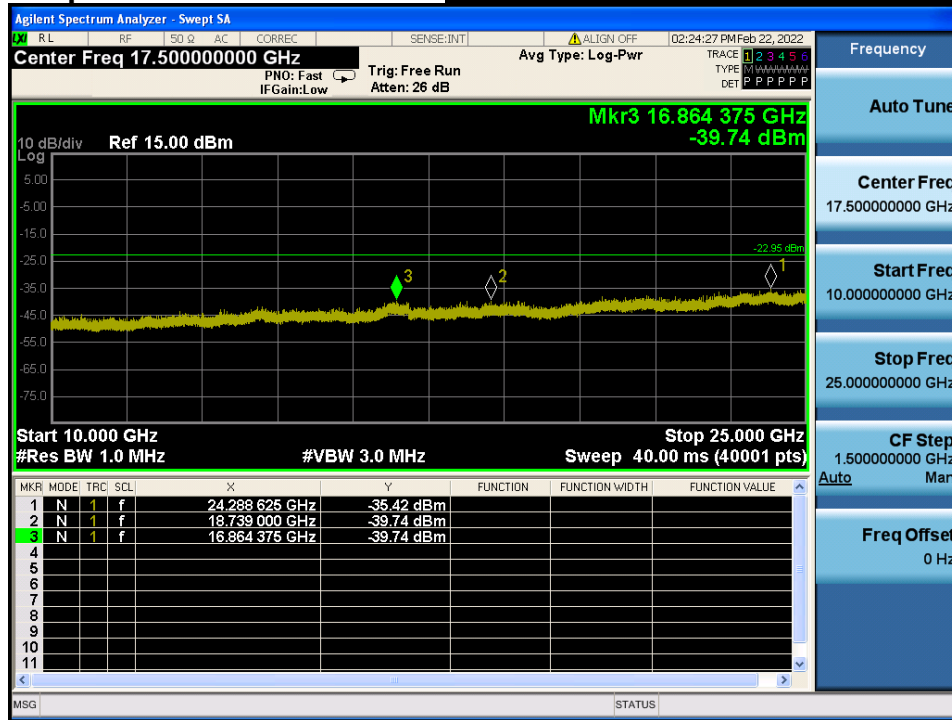 Agilent Spectrum Analyzer - Swept SA
LXI RL RF 50 Ω AC CORREC SENSE:INT ALIGN OFF 02:24:27 PM Feb 22, 2022
Center Freq 17.500000000 GHz
PNO: Fast
IFGain:Low
Trig: Free Run
Atten: 26 dB
Avg Type: Log-Pwr
TRACE 1 2 3 4 5 6
TYPE M
DET P P P P P P
Mkr3 16.864 375 GHz
-39.74 dBm
10 dB/div Ref 15.00 dBm
Log
5.00
-5.00
-15.0
-22.95 dBm
-25.0
-35.0
-45.0
-55.0
-65.0
-75.0
3 2 1
Start 10.000 GHz Stop 25.000 GHz
#Res BW 1.0 MHz #VBW 3.0 MHz Sweep 40.00 ms (40001 pts)
MKR MODE TRC SCL X Y FUNCTION FUNCTION WIDTH FUNCTION VALUE
1 N 1 f 24.288 625 GHz -35.42 dBm
2 N 1 f 18.739 000 GHz -39.74 dBm
3 N 1 f 16.864 375 GHz -39.74 dBm
4
5
6
7
8
9
10
11
MSG STATUS
Frequency
Auto Tune
Center Freq
17.500000000 GHz
Start Freq
10.000000000 GHz
Stop Freq
25.000000000 GHz
CF Step
1.500000000 GHz
Auto Man
Freq Offset
0 Hz